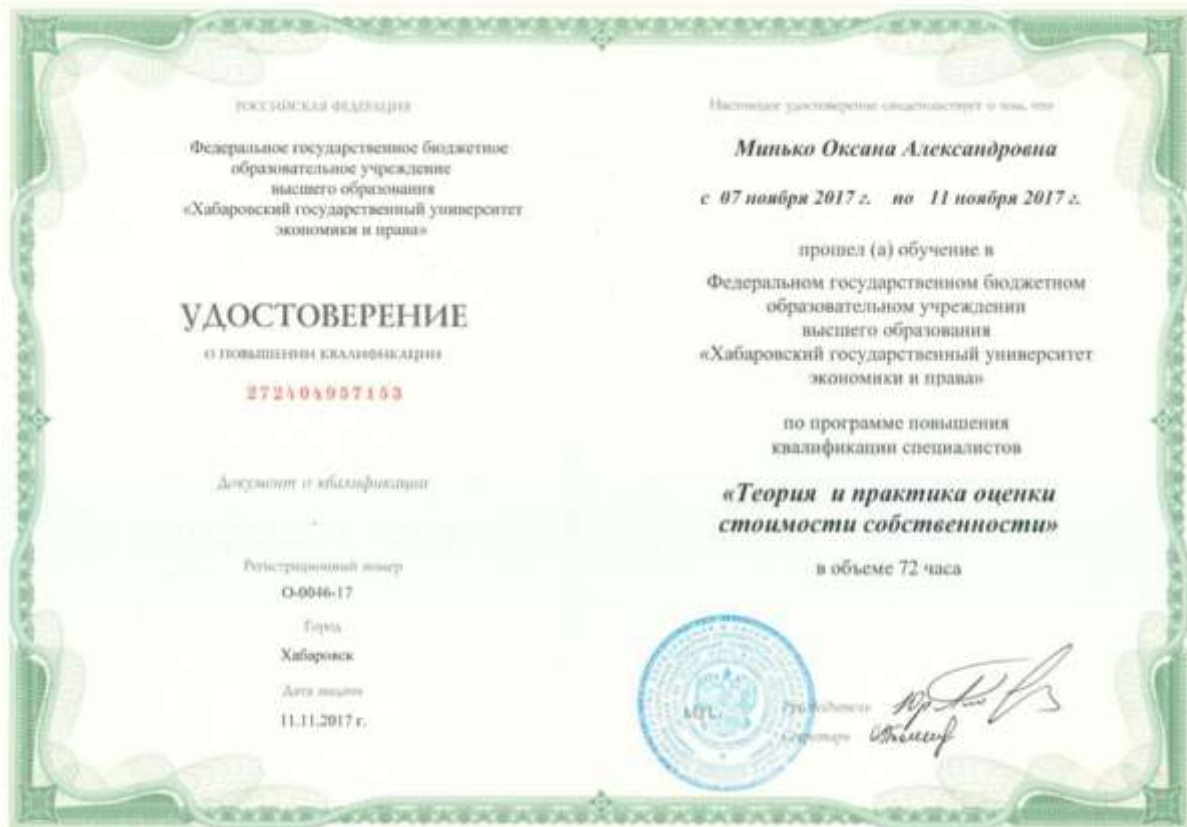 РОССИЙСКАЯ ФЕДЕРАЦИЯ
Федеральное государственное бюджетное
образовательное учреждение
высшего образования
«Хабаровский государственный университет
экономики и права»
УДОСТОВЕРЕНИЕ
О ПОВЫШЕНИИ КВАЛИФИКАЦИИ
272404957153
Документ о квалификации
Регистрационный номер
О-0046-17
Город
Хабаровск
Дата выдачи
11.11.2017 г.
Настоящее удостоверение свидетельствует о том, что
Минько Оксана Александровна
с 07 ноября 2017 г. по 11 ноября 2017 г.
прошел (а) обучение в
Федеральном государственном бюджетном
образовательном учреждении
высшего образования
«Хабаровский государственный университет
экономики и права»
по программе повышения
квалификации специалистов
«Теория и практика оценки
стоимости собственности»
в объеме 72 часа
М.П.
Руководитель
Секретарь